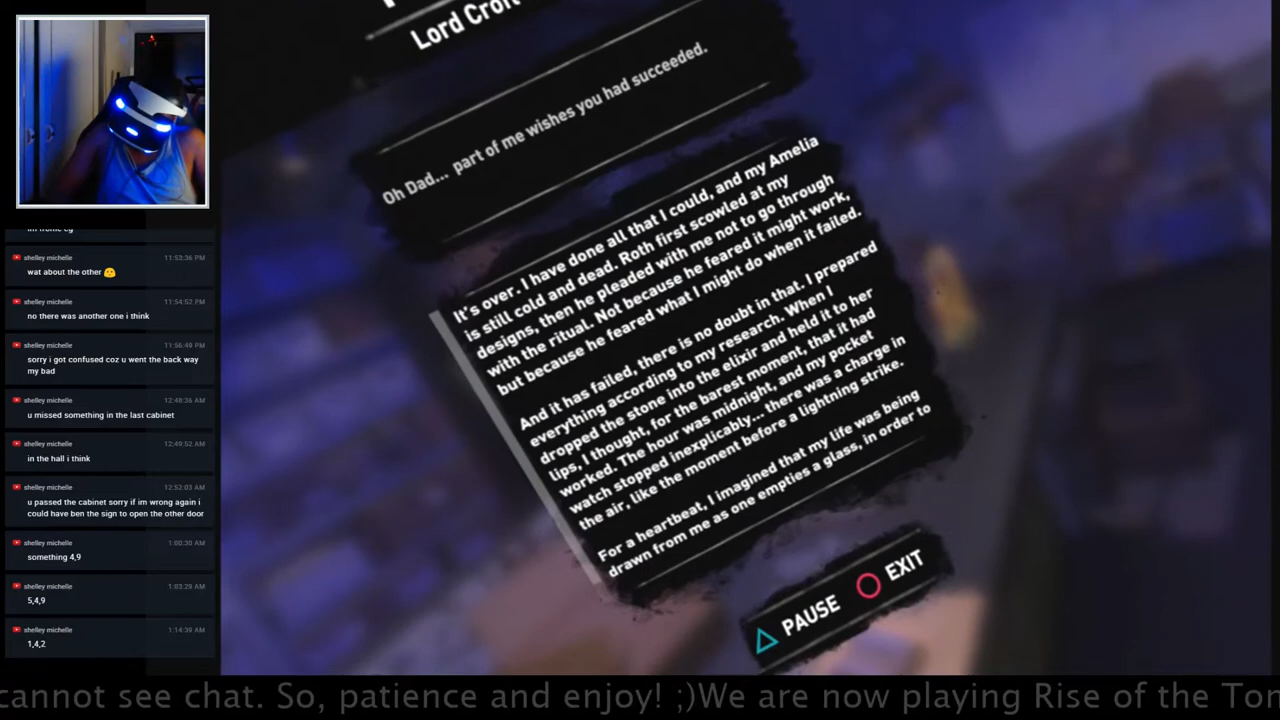 Lord Croft
Oh Dad... part of me wishes you had succeeded.
It's over. I have done all that I could, and my Amelia
is still cold and dead. Roth first scowled at my
designs, then he pleaded with me not to go through
with the ritual. Not because he feared it might work,
but because he feared what I might do when it failed.
And it has failed, there is no doubt in that. I prepared
everything according to my research. When I
dropped the stone into the elixir and held it to her
lips, I thought, for the barest moment, that it had
worked. The hour was midnight, and my pocket
watch stopped inexplicably... there was a charge in
the air, like the moment before a lightning strike.
For a heartbeat, I imagined that my life was being
drawn from me as one empties a glass, in order to
PAUSE EXIT
shelley michelle 11:53:36 PM
wat about the other
shelley michelle 11:54:52 PM
no there was another one i think
shelley michelle 11:56:49 PM
sorry i got confused coz u went the back way
my bad
shelley michelle 12:48:36 AM
u missed something in the last cabinet
shelley michelle 12:49:52 AM
in the hall i think
shelley michelle 12:52:03 AM
u passed the cabinet sorry if im wrong again i
could have ben the sign to open the other door
shelley michelle 1:00:30 AM
something 4,9
shelley michelle 1:03:29 AM
5,4,9
shelley michelle 1:14:39 AM
1,4,2
cannot see chat. So, patience and enjoy! ;)We are now playing Rise of the Tom